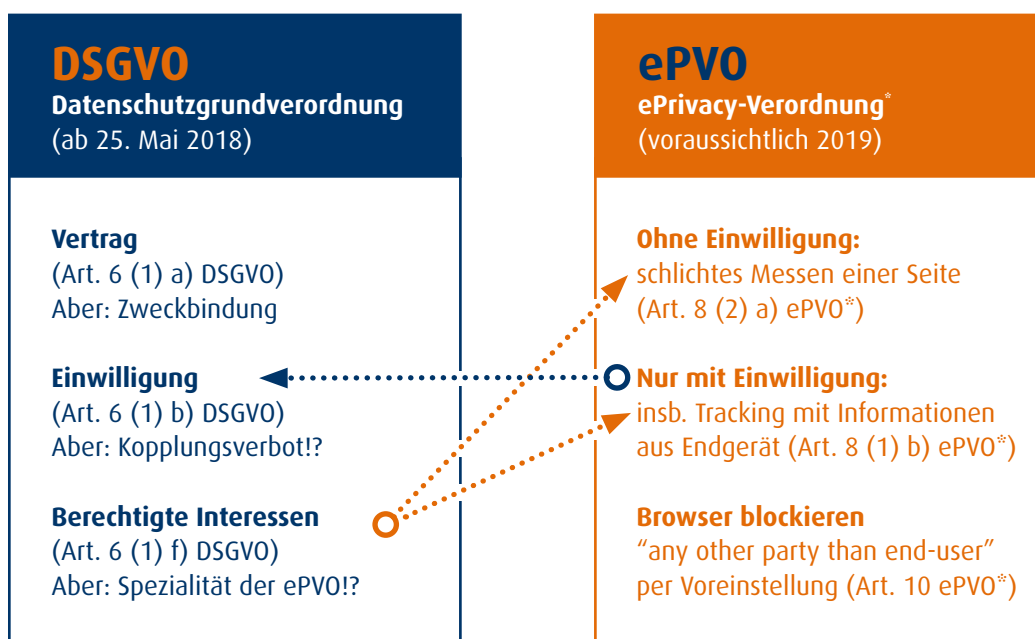 DSGVO
Datenschutzgrundverordnung
(ab 25. Mai 2018)
Vertrag
(Art. 6 (1) a) DSGVO)
Aber: Zweckbindung
Einwilligung
(Art. 6 (1) b) DSGVO)
Aber: Kopplungsverbot!?
Berechtigte Interessen
(Art. 6 (1) f) DSGVO)
Aber: Spezialität der ePVO!?
ePVO
ePrivacy-Verordnung*
(voraussichtlich 2019)
Ohne Einwilligung:
schlichtes Messen einer Seite
(Art. 8 (2) a) ePVO*)
Nur mit Einwilligung:
insb. Tracking mit Informationen
aus Endgerät (Art. 8 (1) b) ePVO*)
Browser blockieren
“any other party than end-user”
per Voreinstellung (Art. 10 ePVO*)